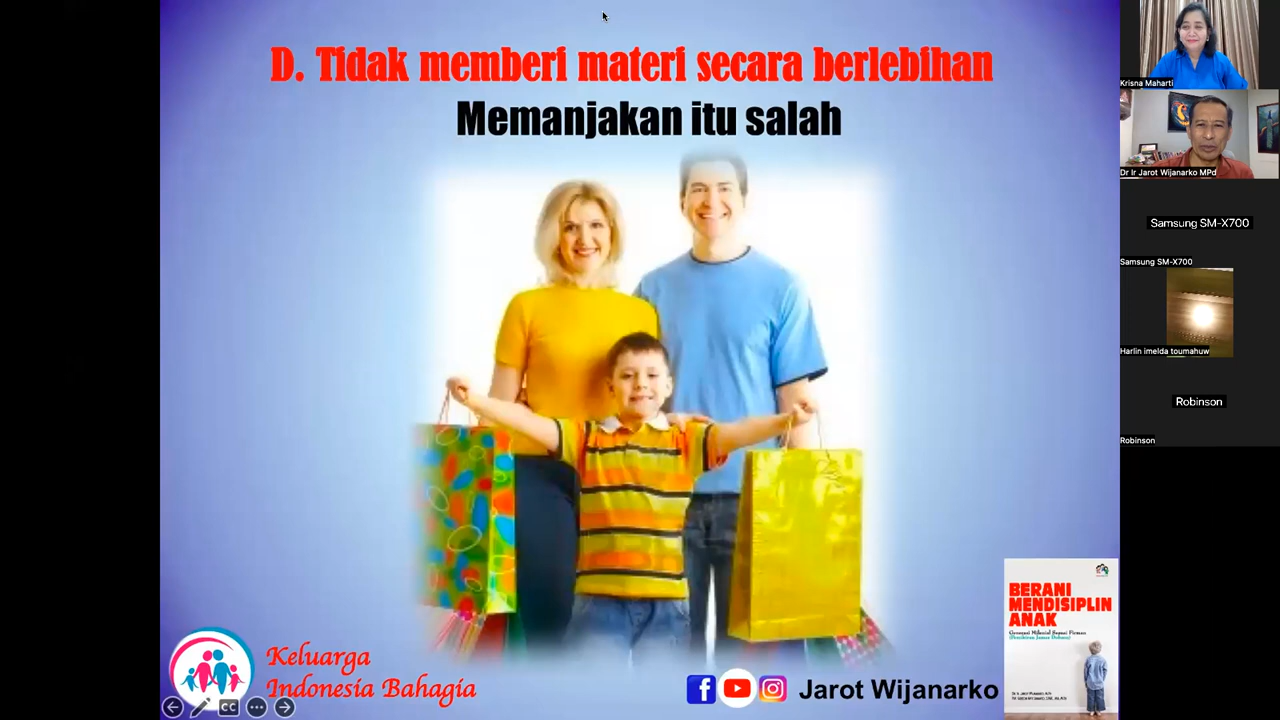 D. Tidak memberi materi secara berlebihan
Memanjakan itu salah
Keluarga
Indonesia Bahagia
Jarot Wijanarko
BERANI
MENDISIPLIN
ANAK
CC
Krisna Maharti
Dr Ir Jarot Wijanarko MPd
Samsung SM-X700
Samsung SM-X700
Harlin imelda toumahuw
Robinson
Robinson